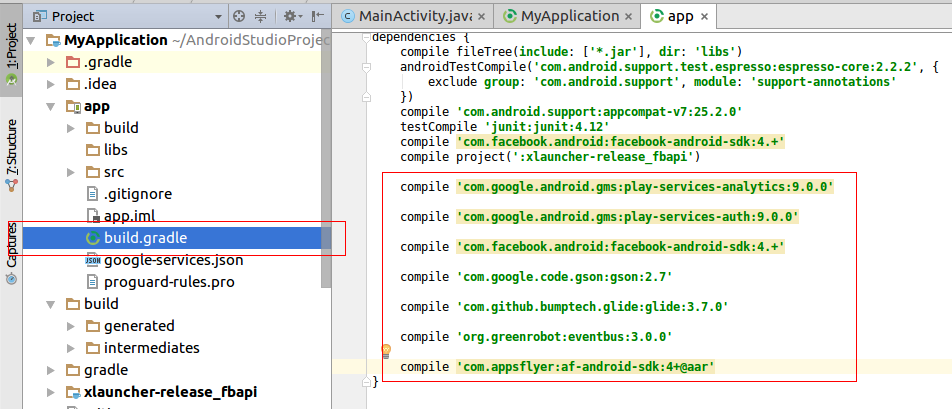 Project
MainActivity.java
MyApplication
app
1: Project
7: Structure
Captures
MyApplication ~/AndroidStudioProjec
.gradle
.idea
app
build
libs
src
.gitignore
app.iml
build.gradle
google-services.json
proguard-rules.pro
build
generated
intermediates
gradle
xlauncher-release_fbapi
dependencies {
compile fileTree(include: ['*.jar'], dir: 'libs')
androidTestCompile('com.android.support.test.espresso:espresso-core:2.2.2', {
exclude group: 'com.android.support', module: 'support-annotations'
})
compile 'com.android.support:appcompat-v7:25.2.0'
testCompile 'junit:junit:4.12'
compile 'com.facebook.android:facebook-android-sdk:4.+'
compile project(':xlauncher-release_fbapi')
compile 'com.google.android.gms:play-services-analytics:9.0.0'
compile 'com.google.android.gms:play-services-auth:9.0.0'
compile 'com.facebook.android:facebook-android-sdk:4.+'
compile 'com.google.code.gson:gson:2.7'
compile 'com.github.bumptech.glide:glide:3.7.0'
compile 'org.greenrobot:eventbus:3.0.0'
compile 'com.appsflyer:af-android-sdk:4+@aar'
}